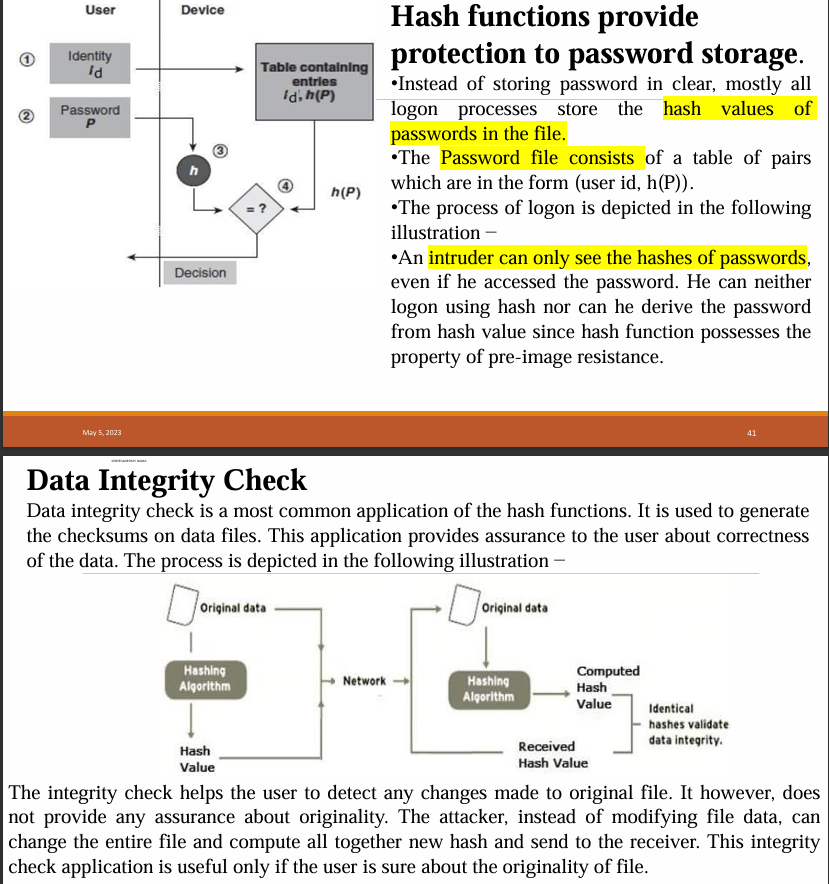 User
Device
1
Identity
Id
2
Password
P
Table containing
entries
Id, h(P)
3
h
4
= ?
h(P)
Decision
Hash functions provide
protection to password storage.
•Instead of storing password in clear, mostly all
logon processes store the hash values of
passwords in the file.
•The Password file consists of a table of pairs
which are in the form (user id, h(P)).
•The process of logon is depicted in the following
illustration −
•An intruder can only see the hashes of passwords,
even if he accessed the password. He can neither
logon using hash nor can he derive the password
from hash value since hash function possesses the
property of pre-image resistance.
May 5, 2023
41
Data Integrity Check
Data integrity check is a most common application of the hash functions. It is used to generate
the checksums on data files. This application provides assurance to the user about correctness
of the data. The process is depicted in the following illustration −
Original data
Hashing
Algorithm
Hash
Value
Network
Original data
Hashing
Algorithm
Computed
Hash
Value
Received
Hash Value
Identical
hashes validate
data integrity.
The integrity check helps the user to detect any changes made to original file. It however, does
not provide any assurance about originality. The attacker, instead of modifying file data, can
change the entire file and compute all together new hash and send to the receiver. This integrity
check application is useful only if the user is sure about the originality of file.